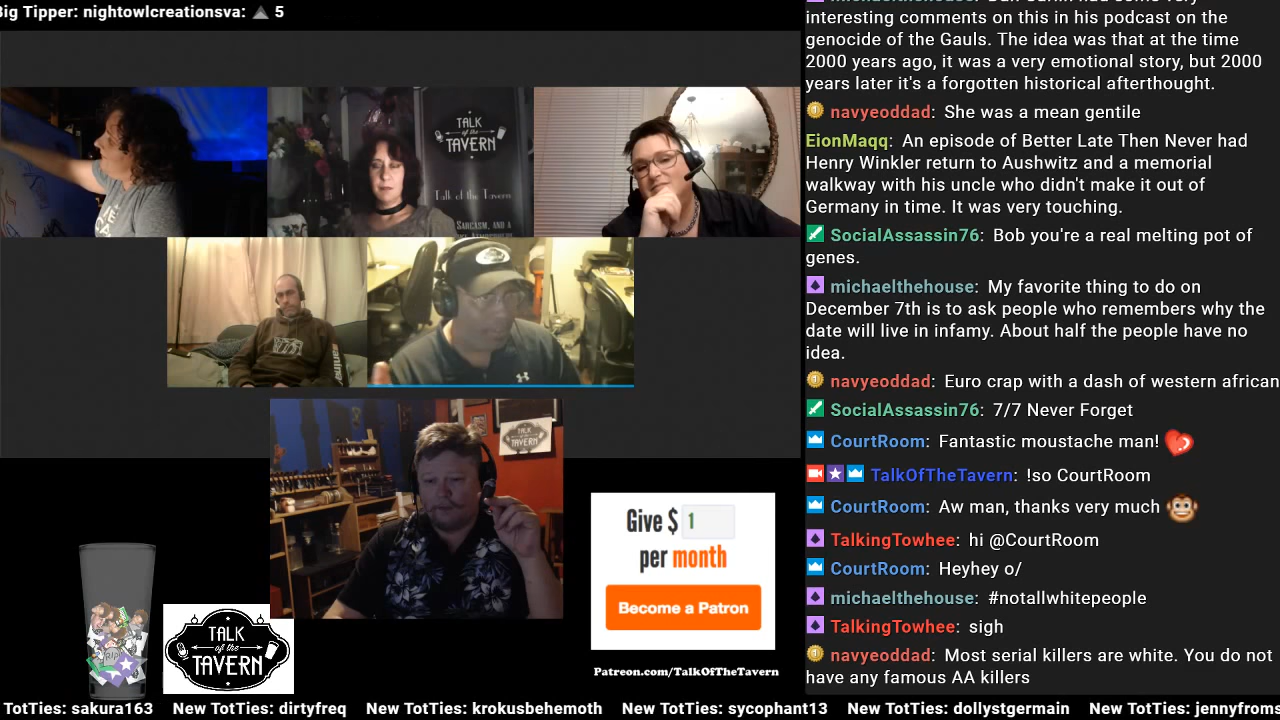 Big Tipper: nightowlcreationsva: 5
TALK
of the
TAVERN
Talk of the Tavern
SARCASM, AND A
TALK
of the
TAVERN
Give $ 1
per month
Become a Patron
Patreon.com/TalkOfTheTavern
TALK
of the
TAVERN
interesting comments on this in his podcast on the
genocide of the Gauls. The idea was that at the time
2000 years ago, it was a very emotional story, but 2000
years later it's a forgotten historical afterthought.
navyeoddad: She was a mean gentile
EionMaqq: An episode of Better Late Then Never had
Henry Winkler return to Aushwitz and a memorial
walkway with his uncle who didn't make it out of
Germany in time. It was very touching.
SocialAssassin76: Bob you're a real melting pot of
genes.
michaelthehouse: My favorite thing to do on
December 7th is to ask people who remembers why the
date will live in infamy. About half the people have no
idea.
navyeoddad: Euro crap with a dash of western african
SocialAssassin76: 7/7 Never Forget
CourtRoom: Fantastic moustache man!
TalkOfTheTavern: !so CourtRoom
CourtRoom: Aw man, thanks very much
TalkingTowhee: hi @CourtRoom
CourtRoom: Heyhey o/
michaelthehouse: #notallwhitepeople
TalkingTowhee: sigh
navyeoddad: Most serial killers are white. You do not
have any famous AA killers
TotTies: sakura163 New TotTies: dirtyfreq New TotTies: krokusbehemoth New TotTies: sycophant13 New TotTies: dollystgermain New TotTies: jennyfroms